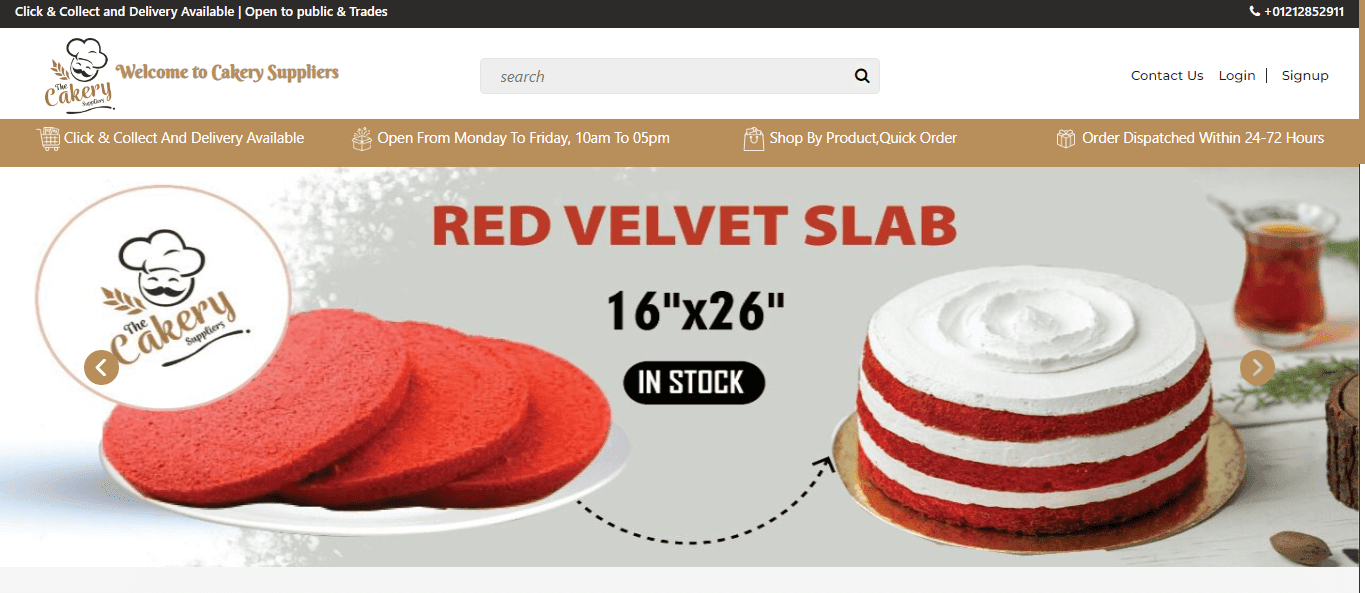 Click & Collect and Delivery Available | Open to public & Trades
+01212852911
The
Cakery
Suppliers
Welcome to Cakery Suppliers
search
Contact Us
Login |
Signup
Click & Collect And Delivery Available
Open From Monday To Friday, 10am To 05pm
Shop By Product,Quick Order
Order Dispatched Within 24-72 Hours
RED VELVET SLAB
16"x26"
IN STOCK
The
Cakery
Suppliers